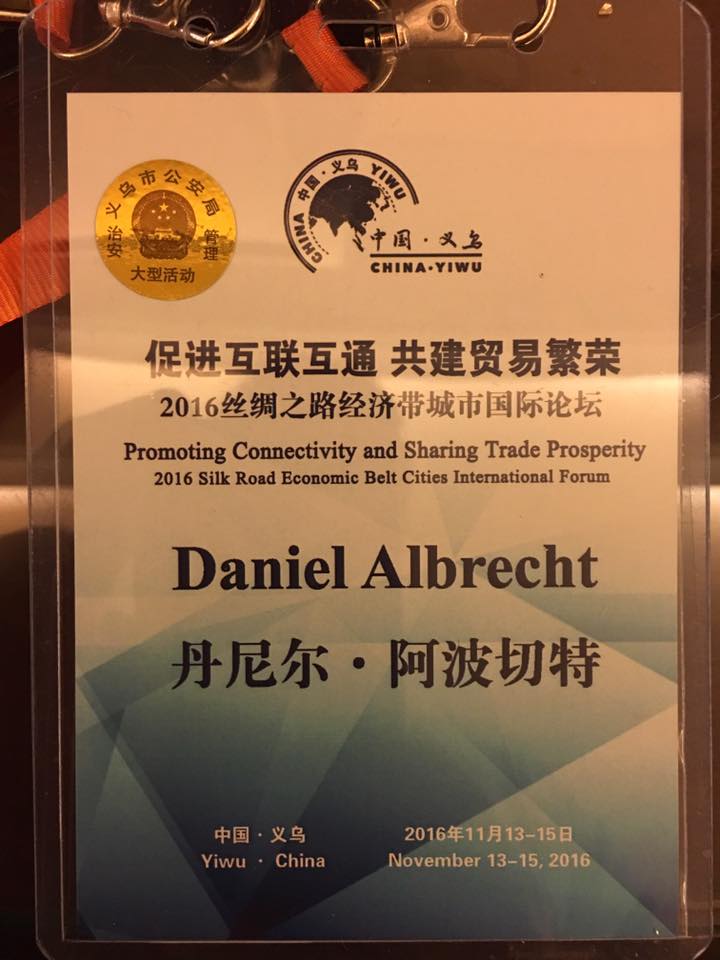 义乌市公安局
治安 管理
大型活动
CHINA 中国·义乌 YIWU
中国·义乌
CHINA·YIWU
促进互联互通 共建贸易繁荣
2016丝绸之路经济带城市国际论坛
Promoting Connectivity and Sharing Trade Prosperity
2016 Silk Road Economic Belt Cities International Forum
Daniel Albrecht
丹尼尔·阿波切特
中国·义乌
Yiwu · China
2016年11月13-15日
November 13-15, 2016